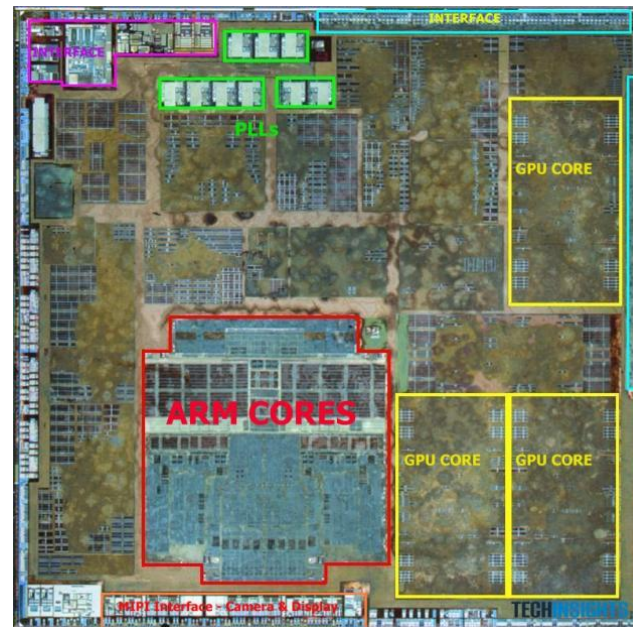 INTERFACE
INTERFACE
PLLs
GPU CORE
ARM CORES
GPU CORE
GPU CORE
MIPI Interface - Camera & Display
TECHINSIGHTS